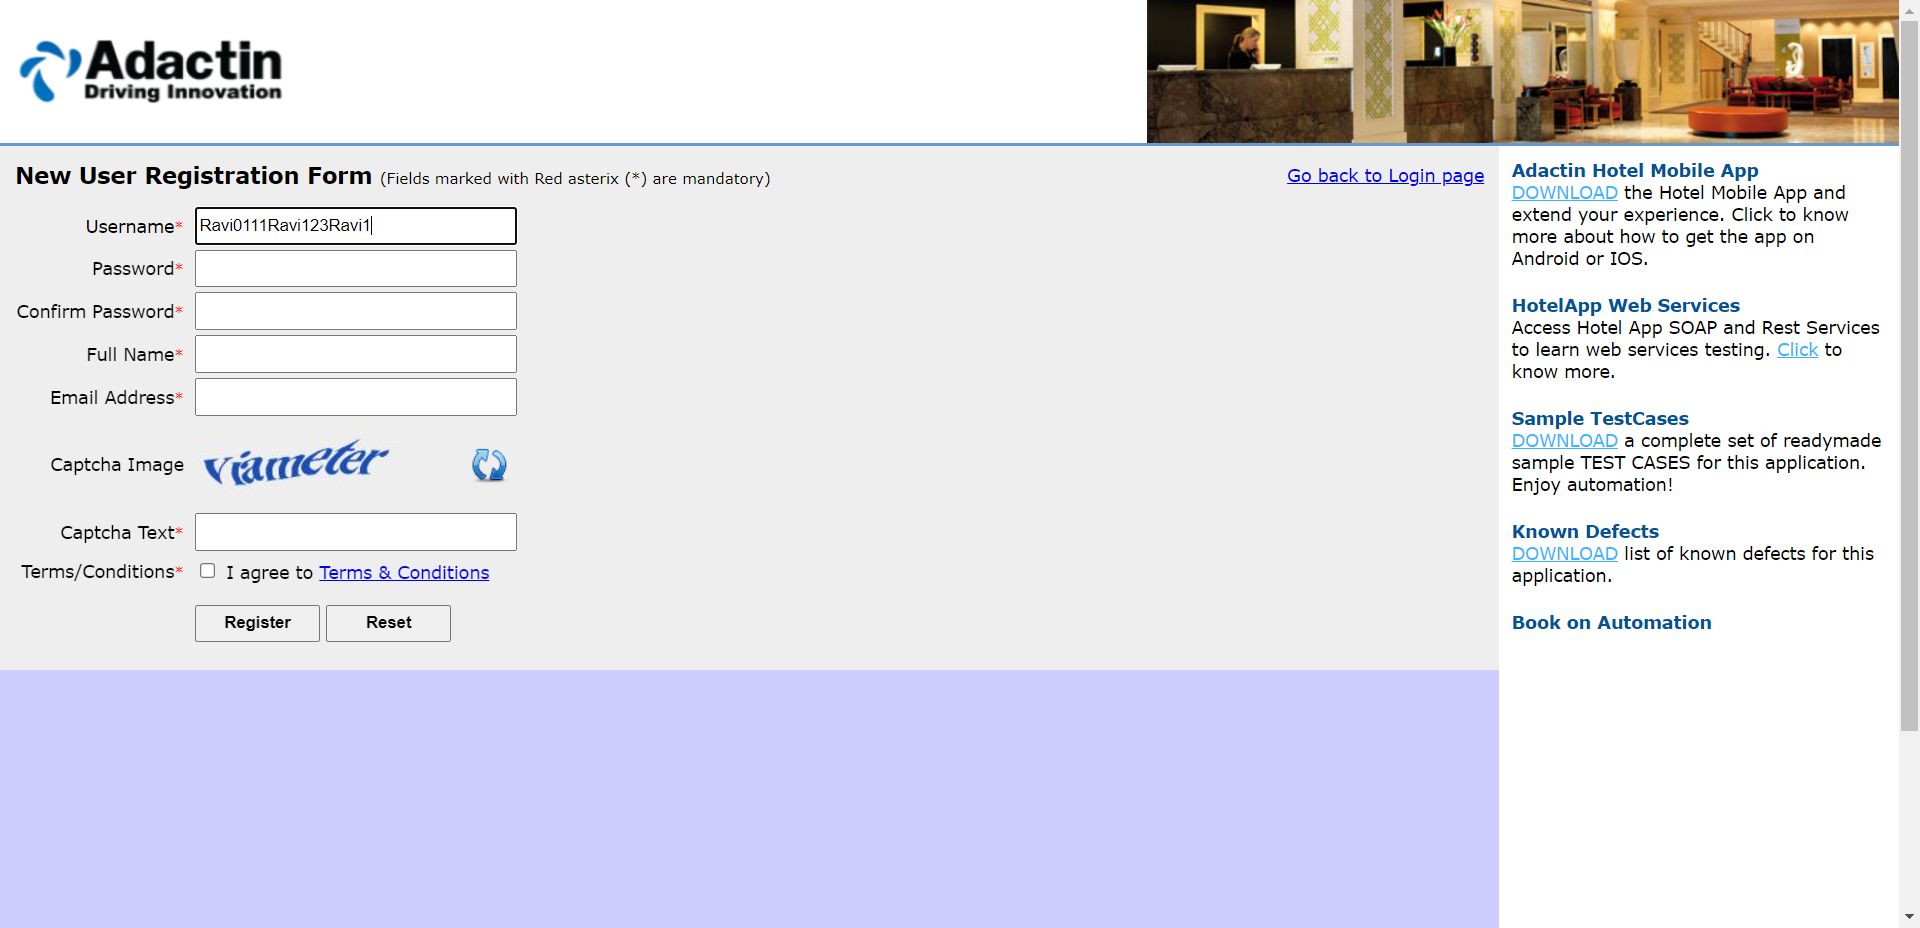 Adactin
Driving Innovation
New User Registration Form (Fields marked with Red asterix (*) are mandatory)
Go back to Login page
Username*
Ravi0111Ravi123Ravi1
Password*
Confirm Password*
Full Name*
Email Address*
Captcha Image
viameter
Captcha Text*
Terms/Conditions*
I agree to Terms & Conditions
Register
Reset
Adactin Hotel Mobile App
DOWNLOAD the Hotel Mobile App and
extend your experience. Click to know
more about how to get the app on
Android or IOS.
HotelApp Web Services
Access Hotel App SOAP and Rest Services
to learn web services testing. Click to
know more.
Sample TestCases
DOWNLOAD a complete set of readymade
sample TEST CASES for this application.
Enjoy automation!
Known Defects
DOWNLOAD list of known defects for this
application.
Book on Automation